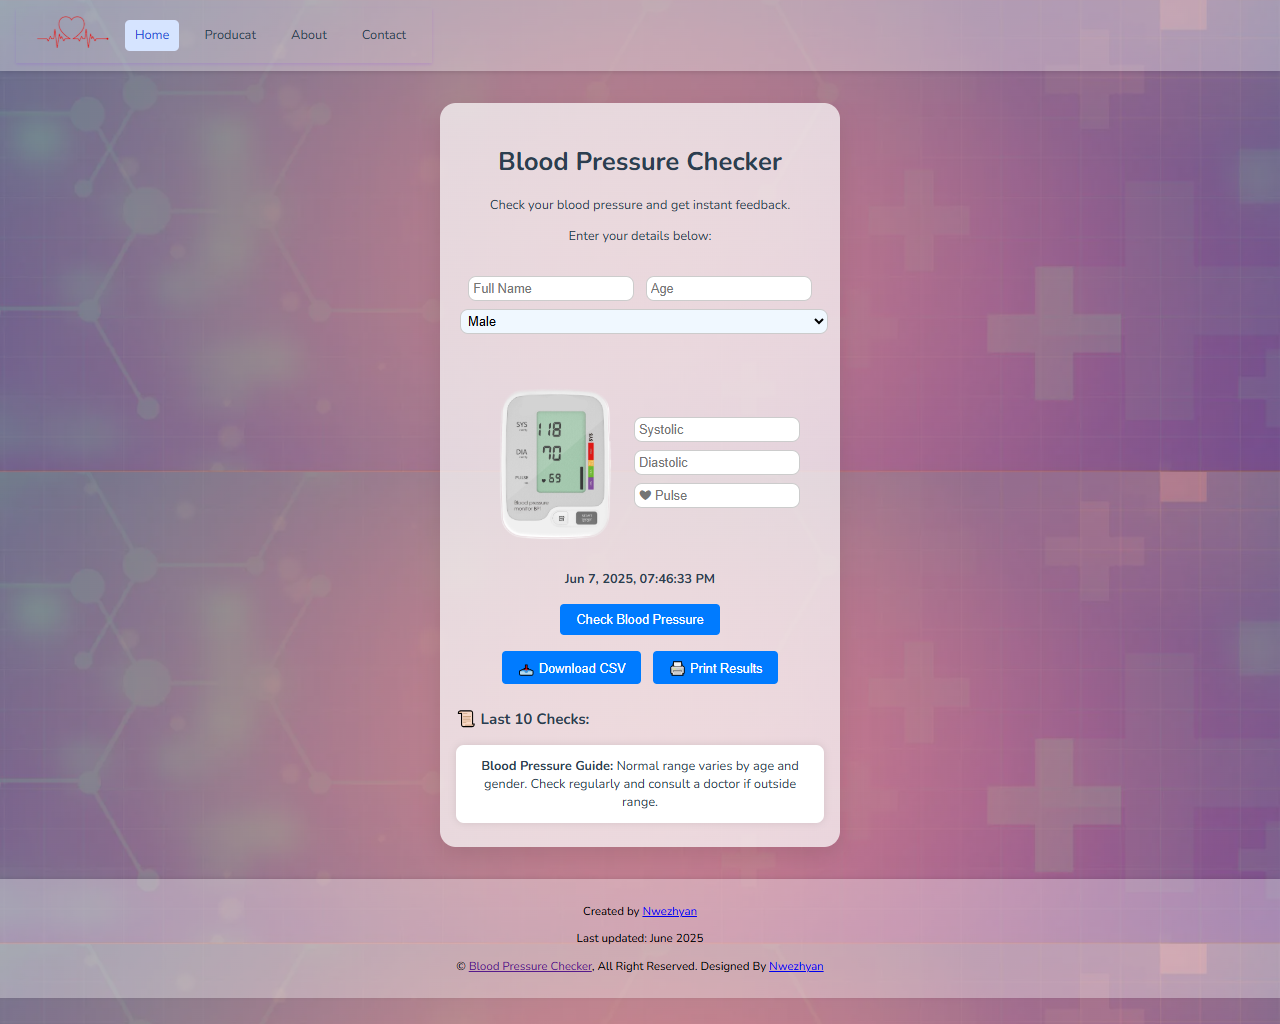 Home Producat About Contact
Blood Pressure Checker
Check your blood pressure and get instant feedback.
Enter your details below:
Full Name Age
Male
SYS 118
DIA 70
PULSE 69
SYS
Blood pressure
monitor BP1
Systolic
Diastolic
♥ Pulse
Jun 7, 2025, 07:46:33 PM
Check Blood Pressure
📥 Download CSV 🖨️ Print Results
📜 Last 10 Checks:
Blood Pressure Guide: Normal range varies by age and
gender. Check regularly and consult a doctor if outside
range.
Created by Nwezhyan
Last updated: June 2025
© Blood Pressure Checker, All Right Reserved. Designed By Nwezhyan